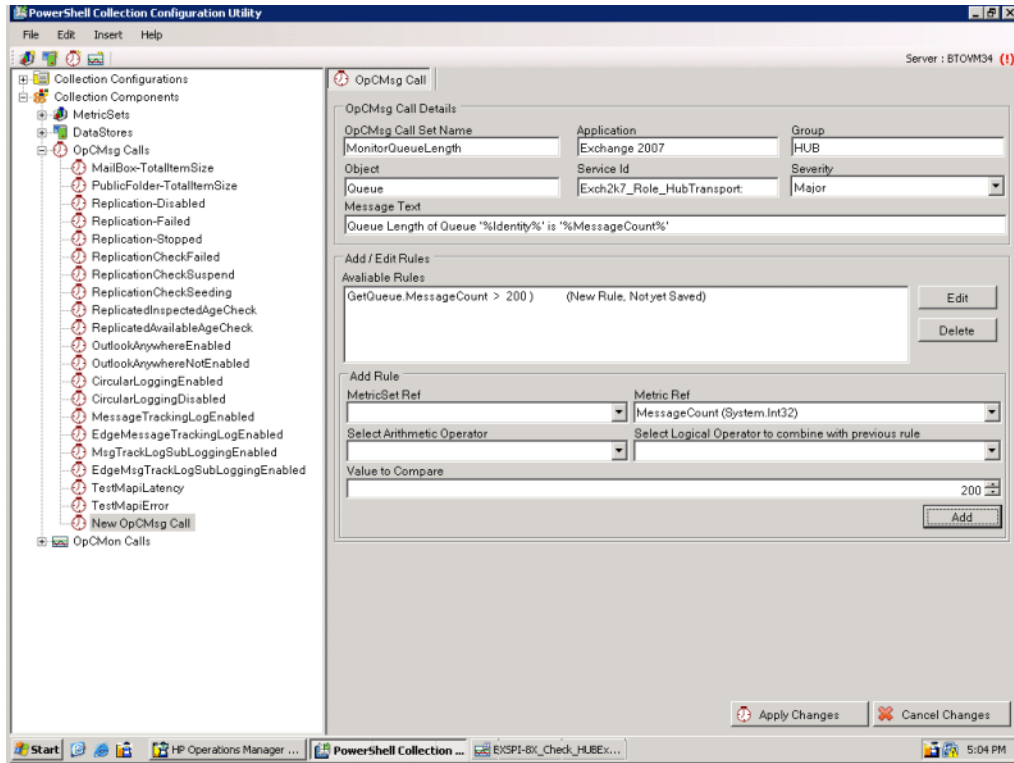 PowerShell Collection Configuration Utility
File Edit Insert Help
Server : BTOVM34 (!)
Collection Configurations
Collection Components
MetricSets
DataStores
OpCMsg Calls
MailBox-TotalItemSize
PublicFolder-TotalItemSize
Replication-Disabled
Replication-Failed
Replication-Stopped
ReplicationCheckFailed
ReplicationCheckSuspend
ReplicationCheckSeeding
ReplicatedInspectedAgeCheck
ReplicatedAvailableAgeCheck
OutlookAnywhereEnabled
OutlookAnywhereNotEnabled
CircularLoggingEnabled
CircularLoggingDisabled
MessageTrackingLogEnabled
EdgeMessageTrackingLogEnabled
MsgTrackLogSubLoggingEnabled
EdgeMsgTrackLogSubLoggingEnabled
TestMapiLatency
TestMapiError
New OpCMsg Call
OpCMon Calls
OpCMsg Call
OpCMsg Call Details
OpCMsg Call Set Name Application Group
MonitorQueueLength Exchange 2007 HUB
Object Service Id Severity
Queue Exch2k7_Role_HubTransport: Major
Message Text
Queue Length of Queue '%Identity%' is '%MessageCount%'
Add / Edit Rules
Avaliable Rules
GetQueue.MessageCount > 200 ) (New Rule, Not yet Saved)
Edit
Delete
Add Rule
MetricSet Ref Metric Ref
MessageCount (System.Int32)
Select Arithmetic Operator Select Logical Operator to combine with previous rule
Value to Compare
200
Add
Apply Changes Cancel Changes
Start HP Operations Manager ... PowerShell Collection ... EXSPI-8X_Check_HUBEx... 5:04 PM